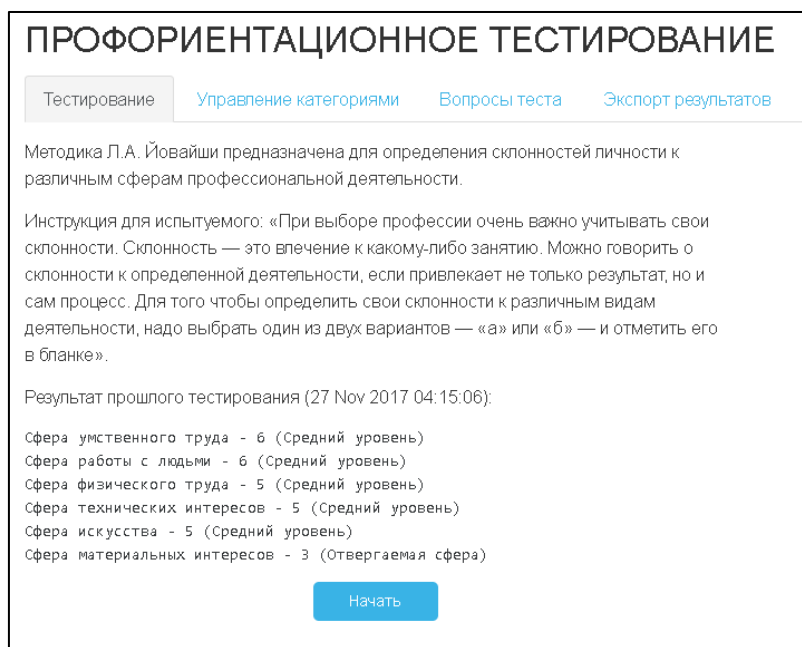 ПРОФОРИЕНТАЦИОННОЕ ТЕСТИРОВАНИЕ
Тестирование Управление категориями Вопросы теста Экспорт результатов
Методика Л.А. Йовайши предназначена для определения склонностей личности к
различным сферам профессиональной деятельности.
Инструкция для испытуемого: «При выборе профессии очень важно учитывать свои
склонности. Склонность — это влечение к какому-либо занятию. Можно говорить о
склонности к определенной деятельности, если привлекает не только результат, но и
сам процесс. Для того чтобы определить свои склонности к различным видам
деятельности, надо выбрать один из двух вариантов — «а» или «б» — и отметить его
в бланке».
Результат прошлого тестирования (27 Nov 2017 04:15:06):
Сфера умственного труда - 6 (Средний уровень)
Сфера работы с людьми - 6 (Средний уровень)
Сфера физического труда - 5 (Средний уровень)
Сфера технических интересов - 5 (Средний уровень)
Сфера искусства - 5 (Средний уровень)
Сфера материальных интересов - 3 (Отвергаемая сфера)
Начать